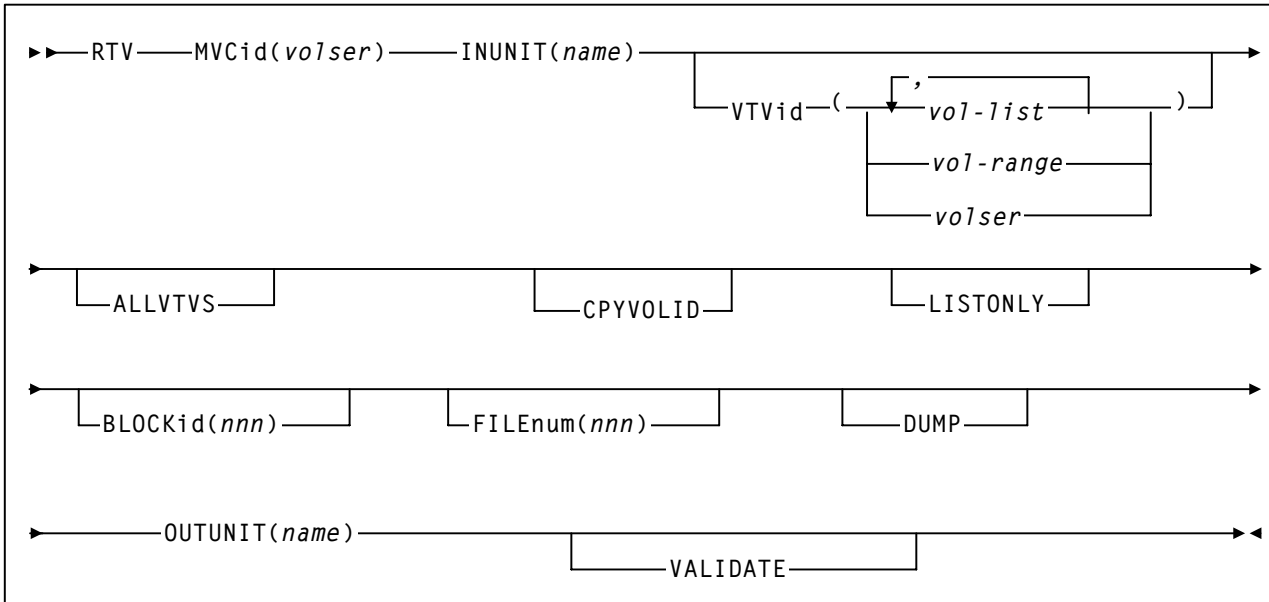 RTV MVCid(volser) INUNIT(name)
,
VTVid ( vol-list )
vol-range
volser
ALLVTVS CPYVOLID LISTONLY
BLOCKid(nnn) FILEnum(nnn) DUMP
OUTUNIT(name)
VALIDATE